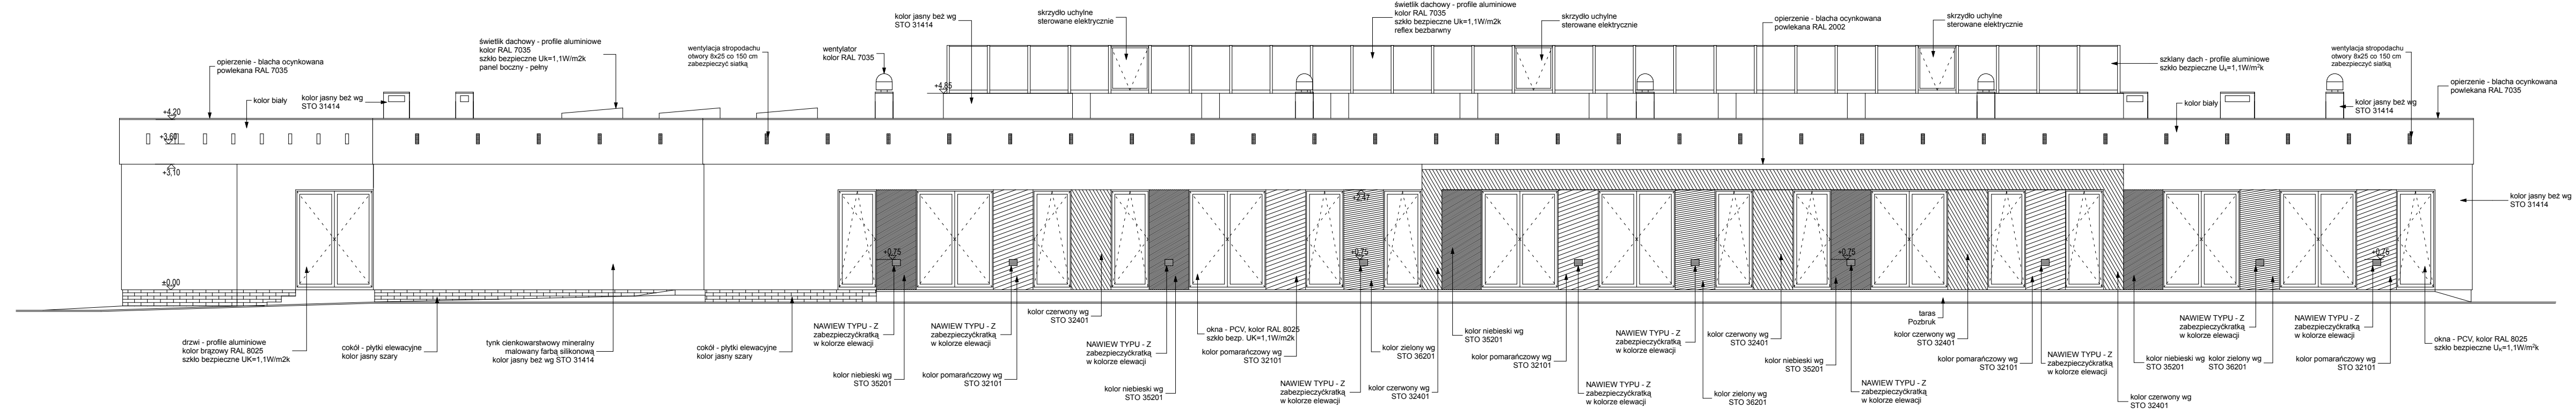 opierzenie - blacha ocynkowana
powlekana RAL 7035
kolor biały
kolor jasny beż wg
STO 31414
świetlik dachowy - profile aluminiowe
kolor RAL 7035
szkło bezpieczne Uk=1,1W/m2k
panel boczny - pełny
wentylacja stropodachu
otwory 8x25 co 150 cm
zabezpieczyć siatką
wentylator
kolor RAL 7035
kolor jasny beż wg
STO 31414
skrzydło uchylne
sterowane elektrycznie
świetlik dachowy - profile aluminiowe
kolor RAL 7035
szkło bezpieczne Uk=1,1W/m2k
reflex bezbarwny
skrzydło uchylne
sterowane elektrycznie
opierzenie - blacha ocynkowana
powlekana RAL 2002
skrzydło uchylne
sterowane elektrycznie
szklany dach - profile aluminiowe
szkło bezpieczne Uk=1,1W/m²k
wentylacja stropodachu
otwory 8x25 co 150 cm
zabezpieczyć siatką
opierzenie - blacha ocynkowana
powlekana RAL 7035
kolor biały
kolor jasny beż wg
STO 31414
+4,85
+4,20
+3,60
+3,10
+2,47
kolor jasny beż wg
STO 31414
+0,75
+0,75
+0,75
+0,75
±0,00
drzwi - profile aluminiowe
kolor brązowy RAL 8025
szkło bezpieczne UK=1,1W/m2k
cokół - płytki elewacyjne
kolor jasny szary
tynk cienkowarstwowy mineralny
malowany farbą silikonową
kolor jasny beż wg STO 31414
cokół - płytki elewacyjne
kolor jasny szary
NAWIEW TYPU - Z
zabezpieczyćkratką
w kolorze elewacji
kolor niebieski wg
STO 35201
NAWIEW TYPU - Z
zabezpieczyćkratką
w kolorze elewacji
kolor pomarańczowy wg
STO 32101
kolor czerwony wg
STO 32401
NAWIEW TYPU - Z
zabezpieczyćkratką
w kolorze elewacji
kolor niebieski wg
STO 35201
okna - PCV, kolor RAL 8025
szkło bezp. UK=1,1W/m2k
kolor pomarańczowy wg
STO 32101
NAWIEW TYPU - Z
zabezpieczyćkratką
w kolorze elewacji
kolor zielony wg
STO 36201
kolor czerwony wg
STO 32401
kolor niebieski wg
STO 35201
kolor pomarańczowy wg
STO 32101
NAWIEW TYPU - Z
zabezpieczyćkratką
w kolorze elewacji
NAWIEW TYPU - Z
zabezpieczyćkratką
w kolorze elewacji
kolor zielony wg
STO 36201
kolor czerwony wg
STO 32401
kolor niebieski wg
STO 35201
NAWIEW TYPU - Z
zabezpieczyćkratką
w kolorze elewacji
taras
Pozbruk
kolor czerwony wg
STO 32401
kolor pomarańczowy wg
STO 32101
NAWIEW TYPU - Z
zabezpieczyćkratką
w kolorze elewacji
kolor czerwony wg
STO 32401
kolor niebieski wg
STO 35201
NAWIEW TYPU - Z
zabezpieczyćkratką
w kolorze elewacji
kolor zielony wg
STO 36201
NAWIEW TYPU - Z
zabezpieczyćkratką
w kolorze elewacji
kolor pomarańczowy wg
STO 32101
okna - PCV, kolor RAL 8025
szkło bezpieczne UK=1,1W/m²k